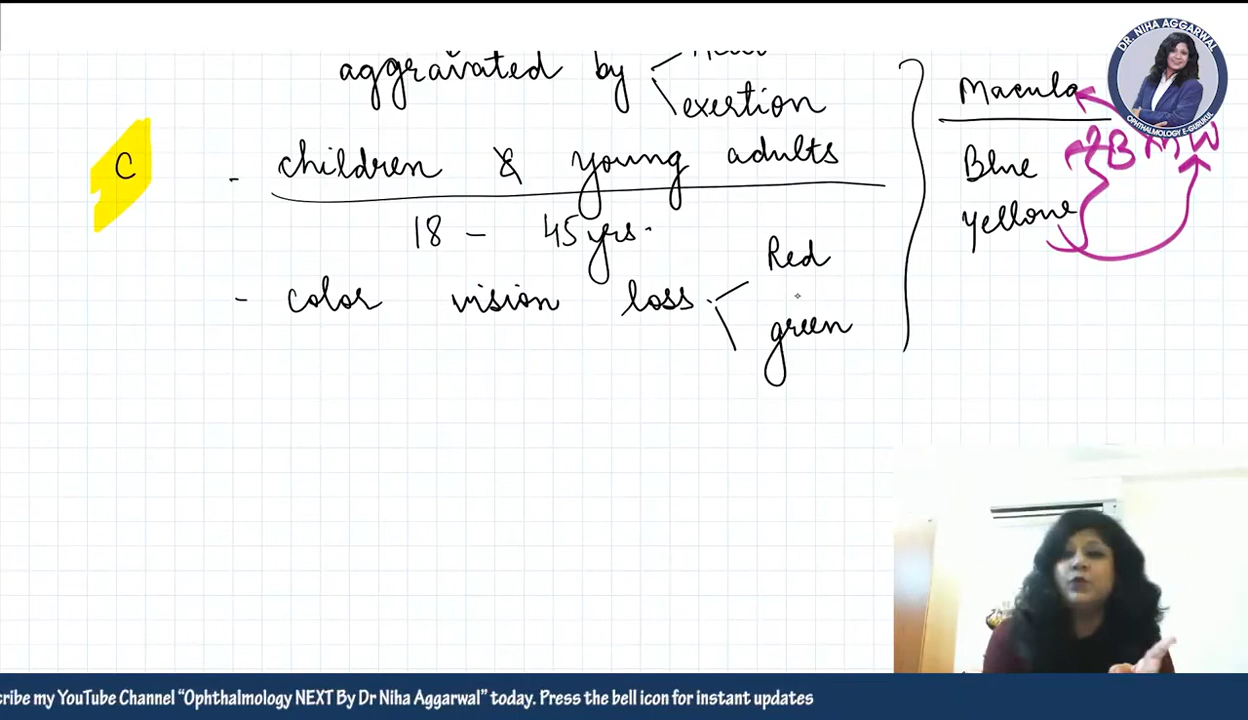 aggravated by
exertion
C
- children & young adults
18 - 45 yrs.
- color vision loss
Red
green
Macula
BMW
Blue
Yellow
DR. NIHA AGGARWAL
OPHTHALMOLOGY E-GURUKUL
cribe my YouTube Channel "Ophthalmology NEXT By Dr Niha Aggarwal" today. Press the bell icon for instant updates